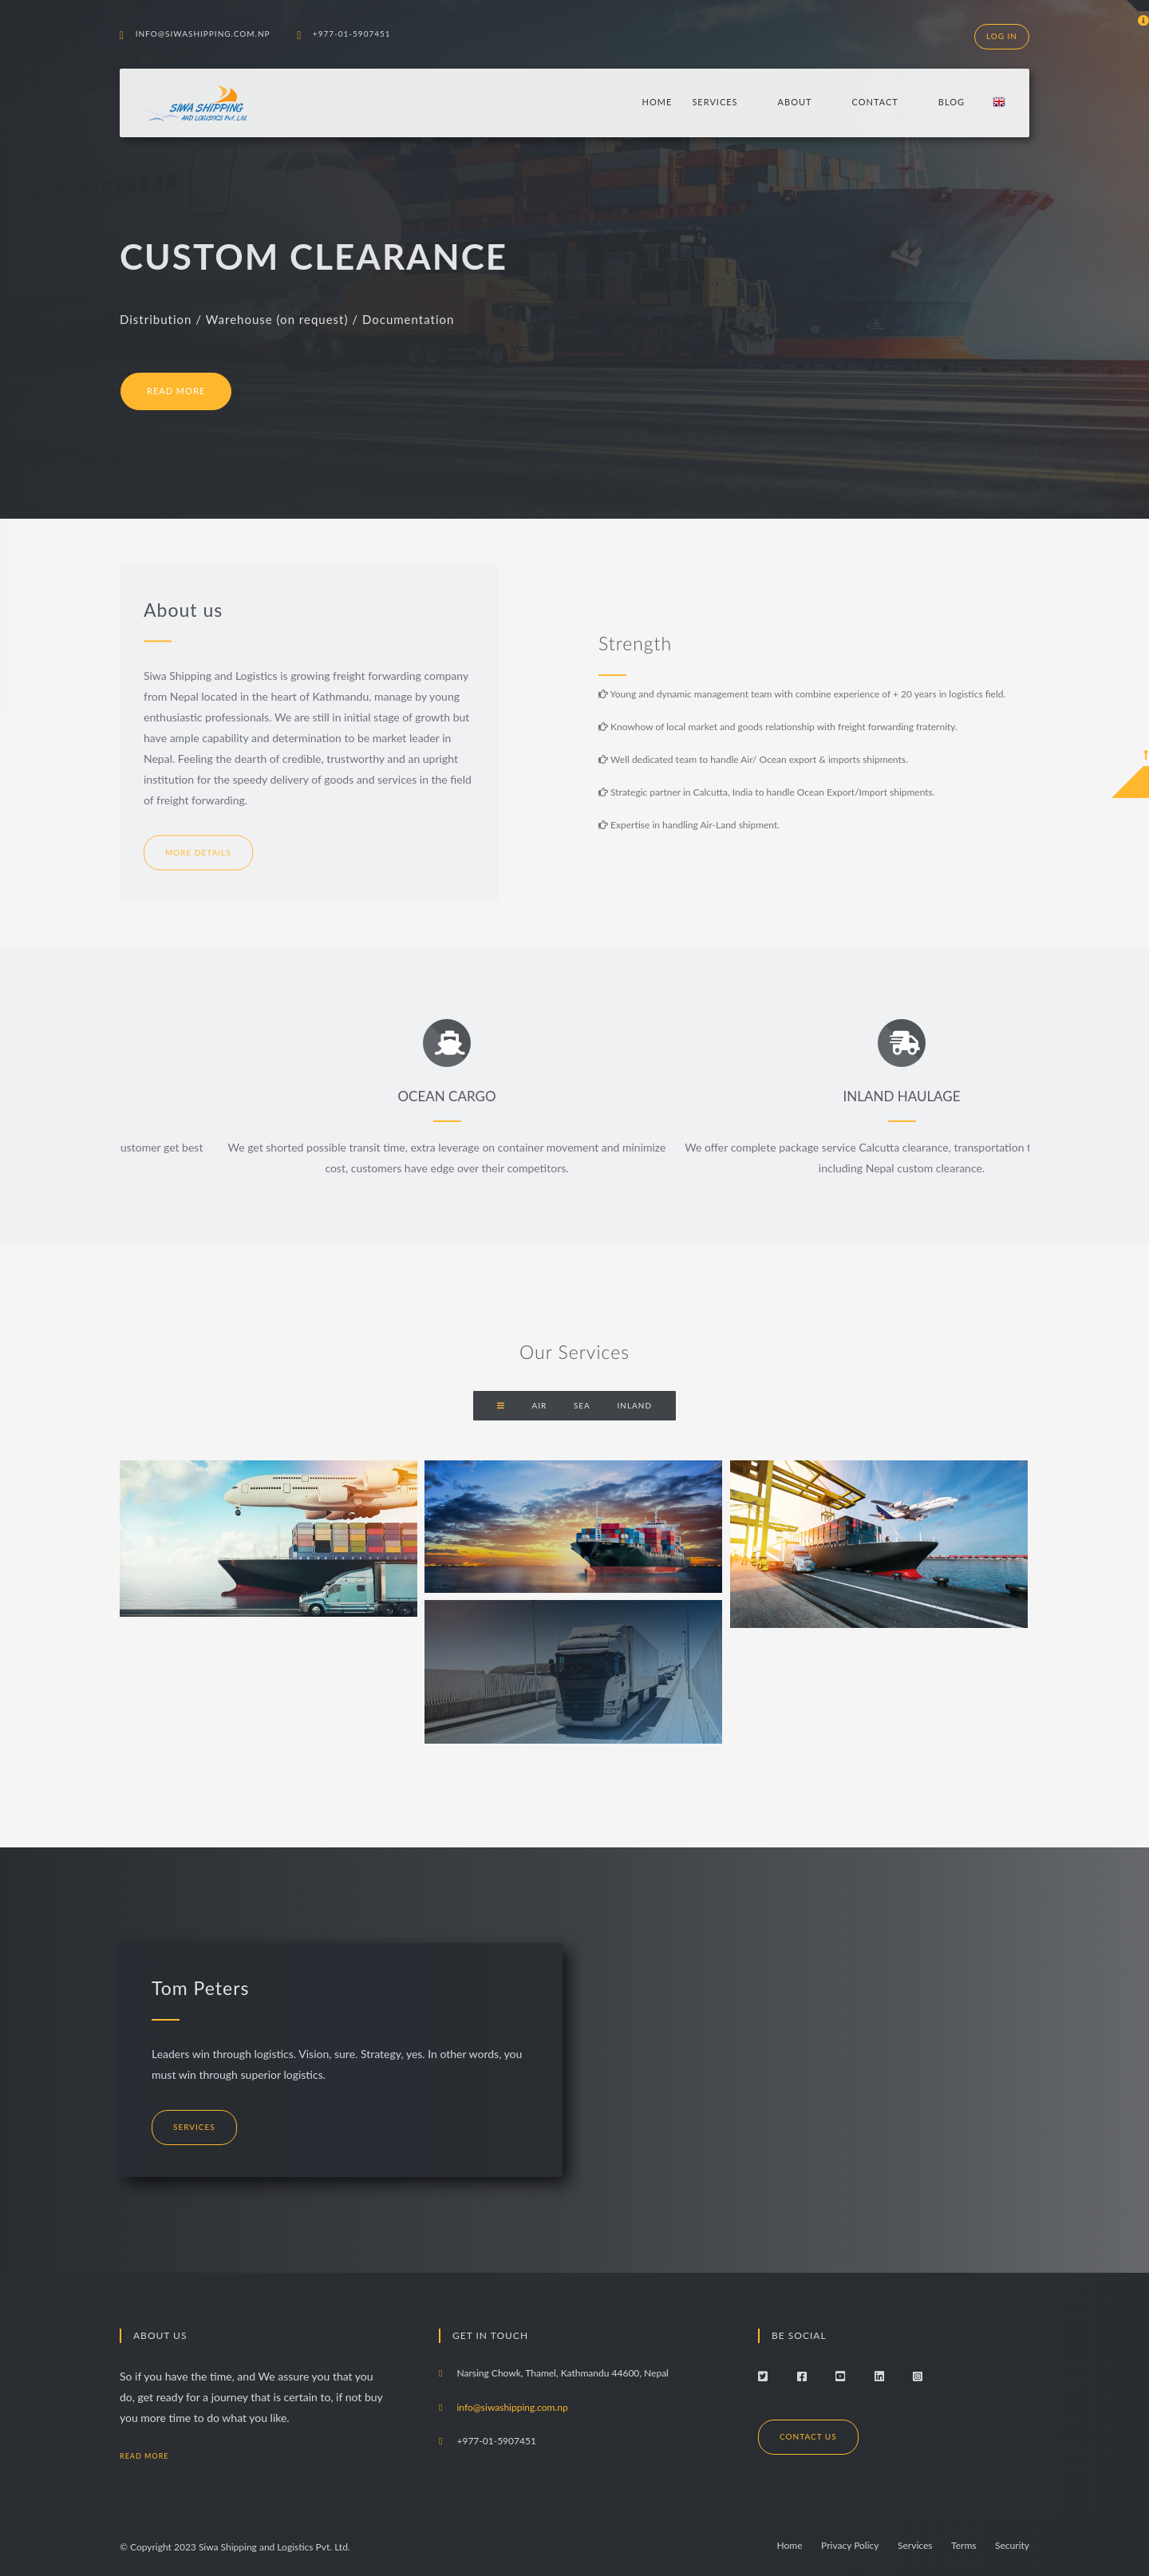 INFO@SIWASHIPPING.COM.NP
+977-01-5907451
LOG IN
SIWA SHIPPING
AND LOGISTICS Pvt. Ltd.
HOME
SERVICES
ABOUT
CONTACT
BLOG
CUSTOM CLEARANCE
Distribution / Warehouse (on request) / Documentation
READ MORE
About us
Siwa Shipping and Logistics is growing freight forwarding company
from Nepal located in the heart of Kathmandu, manage by young
enthusiastic professionals. We are still in initial stage of growth but
have ample capability and determination to be market leader in
Nepal. Feeling the dearth of credible, trustworthy and an upright
institution for the speedy delivery of goods and services in the field
of freight forwarding.
MORE DETAILS
Strength
Young and dynamic management team with combine experience of + 20 years in logistics field.
Knowhow of local market and goods relationship with freight forwarding fraternity.
Well dedicated team to handle Air/ Ocean export & imports shipments.
Strategic partner in Calcutta, India to handle Ocean Export/Import shipments.
Expertise in handling Air-Land shipment.
ustomer get best
OCEAN CARGO
We get shorted possible transit time, extra leverage on container movement and minimize
cost, customers have edge over their competitors.
INLAND HAULAGE
We offer complete package service Calcutta clearance, transportation t
including Nepal custom clearance.
Our Services
AIR
SEA
INLAND
Tom Peters
Leaders win through logistics. Vision, sure. Strategy, yes. In other words, you
must win through superior logistics.
SERVICES
ABOUT US
So if you have the time, and We assure you that you
do, get ready for a journey that is certain to, if not buy
you more time to do what you like.
READ MORE
GET IN TOUCH
Narsing Chowk, Thamel, Kathmandu 44600, Nepal
info@siwashipping.com.np
+977-01-5907451
BE SOCIAL
CONTACT US
© Copyright 2023 Siwa Shipping and Logistics Pvt. Ltd.
Home
Privacy Policy
Services
Terms
Security